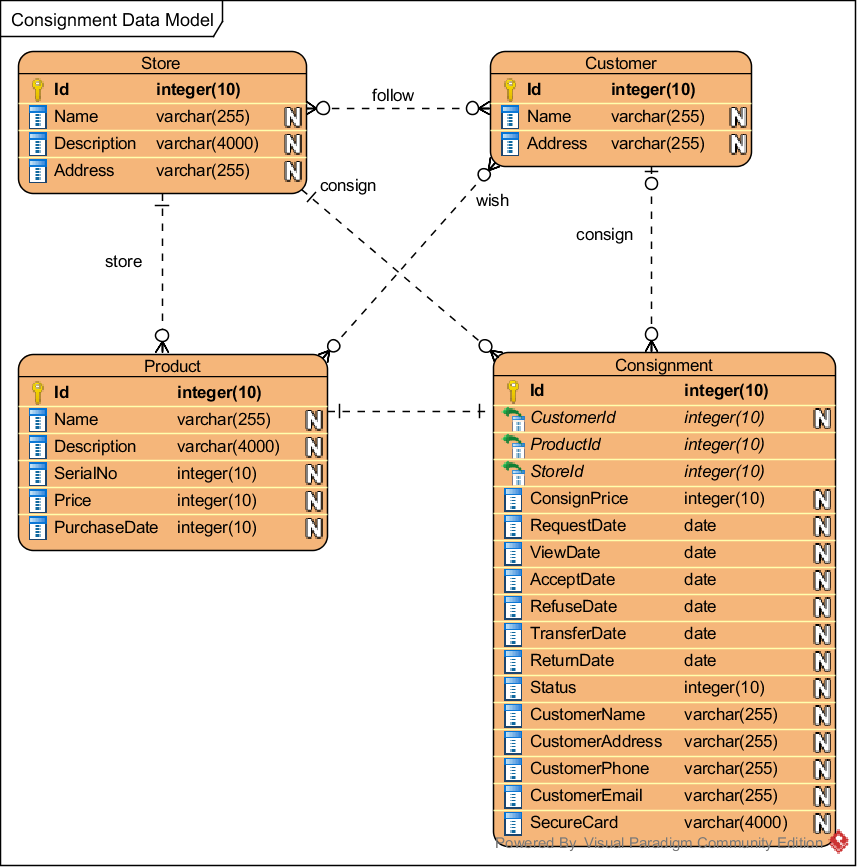 Consignment Data Model
Store
Id integer(10)
Name varchar(255) N
Description varchar(4000) N
Address varchar(255) N
Customer
Id integer(10)
Name varchar(255) N
Address varchar(255) N
follow
consign
wish
consign
store
Product
Id integer(10)
Name varchar(255) N
Description varchar(4000) N
SerialNo integer(10) N
Price integer(10) N
PurchaseDate integer(10) N
Consignment
Id integer(10)
CustomerId integer(10) N
ProductId integer(10)
StoreId integer(10)
ConsignPrice integer(10) N
RequestDate date N
ViewDate date N
AcceptDate date N
RefuseDate date N
TransferDate date N
ReturnDate date N
Status integer(10) N
CustomerName varchar(255) N
CustomerAddress varchar(255) N
CustomerPhone varchar(255) N
CustomerEmail varchar(255) N
SecureCard varchar(4000) N
Powered By Visual Paradigm Community Edition